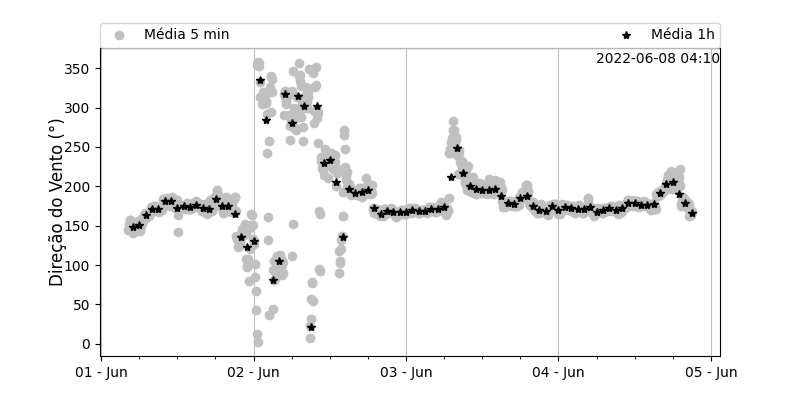 Média 5 min
Média 1h
2022-06-08 04:10
Direção do Vento (°)
350
300
250
200
150
100
50
0
01 - Jun
02 - Jun
03 - Jun
04 - Jun
05 - Jun